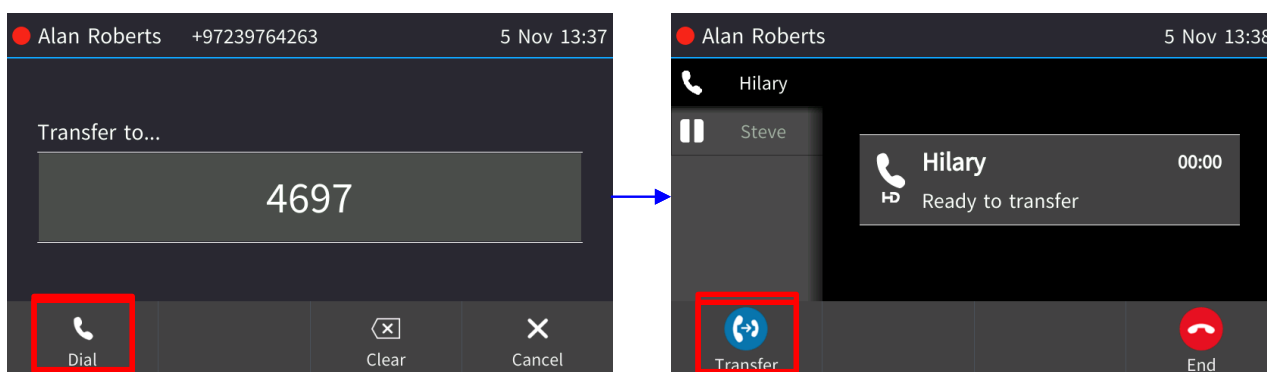 Alan Roberts +97239764263 5 Nov 13:37
Transfer to...
4697
Dial Clear Cancel
Alan Roberts 5 Nov 13:38
Hilary
Steve
Hilary 00:00
HD Ready to transfer
Transfer End